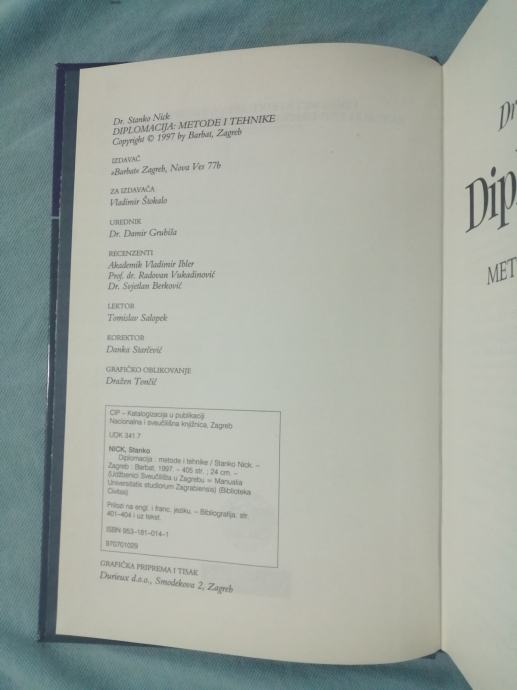 Dr. Stanko Nick
DIPLOMACIJA: METODE I TEHNIKE
Copyright © 1997 by Barbat, Zagreb
IZDAVAČ
»Barbat« Zagreb, Nova Ves 77b
ZA IZDAVAČA
Vladimir Štokalo
UREDNIK
Dr. Damir Grubiša
RECENZENTI
Akademik Vladimir Ibler
Prof. dr. Radovan Vukadinović
Dr. Svjetlan Berković
LEKTOR
Tomislav Salopek
KOREKTOR
Danka Starčević
GRAFIČKO OBLIKOVANJE
Dražen Tončić
CIP – Katalogizacija u publikaciji
Nacionalna i sveučilišna knjižnica, Zagreb
UDK 341.7
NICK, Stanko
Diplomacija : metode i tehnike / Stanko Nick. –
Zagreb : Barbat, 1997. – 405 str. ; 24 cm. –
(Udžbenici Sveučilišta u Zagrebu = Manualia
Universitatis studiorum Zagrabiensis) (Biblioteka
Civitas)
Prilozi na engl. i franc. jeziku. – Bibliografija, str.
401–404 i uz tekst.
ISBN 953-181-014-1
970701029
GRAFIČKA PRIPREMA I TISAK
Durieux d.o.o., Smodekova 2, Zagreb
Dr
Dipl
MET